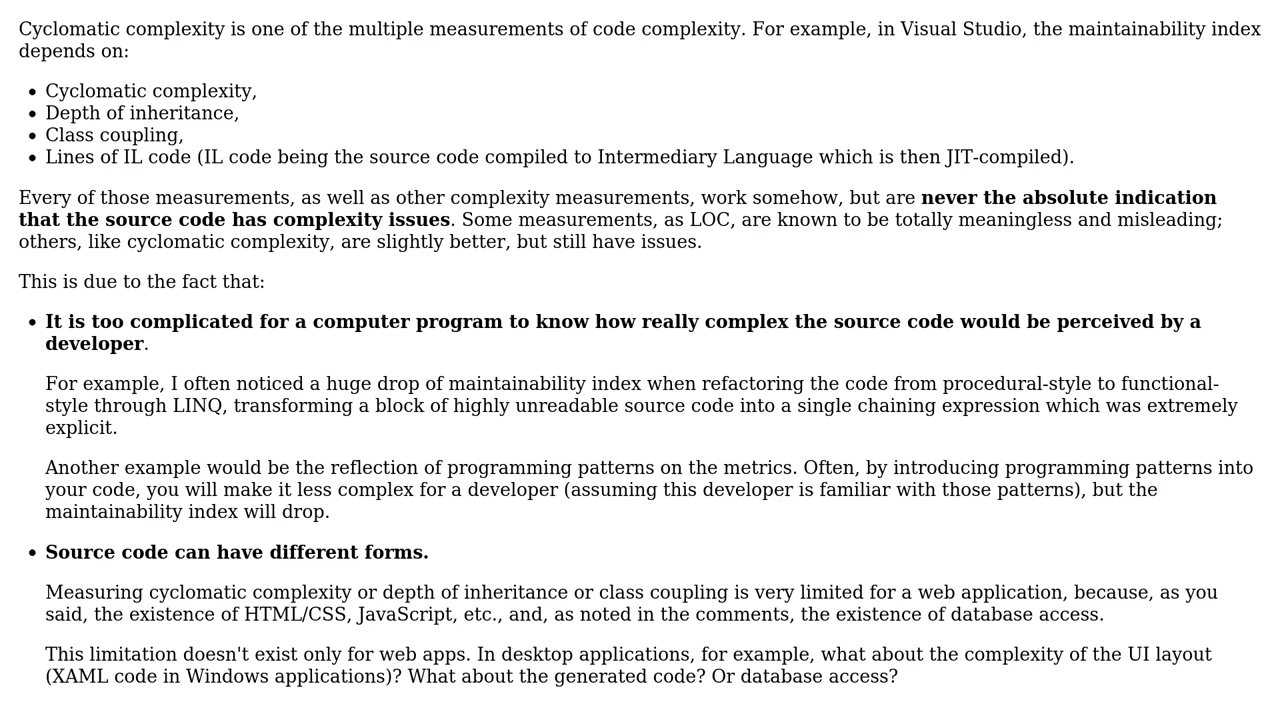 Cyclomatic complexity is one of the multiple measurements of code complexity. For example, in Visual Studio, the maintainability index
depends on:
• Cyclomatic complexity,
• Depth of inheritance,
• Class coupling,
• Lines of IL code (IL code being the source code compiled to Intermediary Language which is then JIT-compiled).
Every of those measurements, as well as other complexity measurements, work somehow, but are never the absolute indication
that the source code has complexity issues. Some measurements, as LOC, are known to be totally meaningless and misleading;
others, like cyclomatic complexity, are slightly better, but still have issues.
This is due to the fact that:
• It is too complicated for a computer program to know how really complex the source code would be perceived by a
developer.
For example, I often noticed a huge drop of maintainability index when refactoring the code from procedural-style to functional-
style through LINQ, transforming a block of highly unreadable source code into a single chaining expression which was extremely
explicit.
Another example would be the reflection of programming patterns on the metrics. Often, by introducing programming patterns into
your code, you will make it less complex for a developer (assuming this developer is familiar with those patterns), but the
maintainability index will drop.
• Source code can have different forms.
Measuring cyclomatic complexity or depth of inheritance or class coupling is very limited for a web application, because, as you
said, the existence of HTML/CSS, JavaScript, etc., and, as noted in the comments, the existence of database access.
This limitation doesn't exist only for web apps. In desktop applications, for example, what about the complexity of the UI layout
(XAML code in Windows applications)? What about the generated code? Or database access?